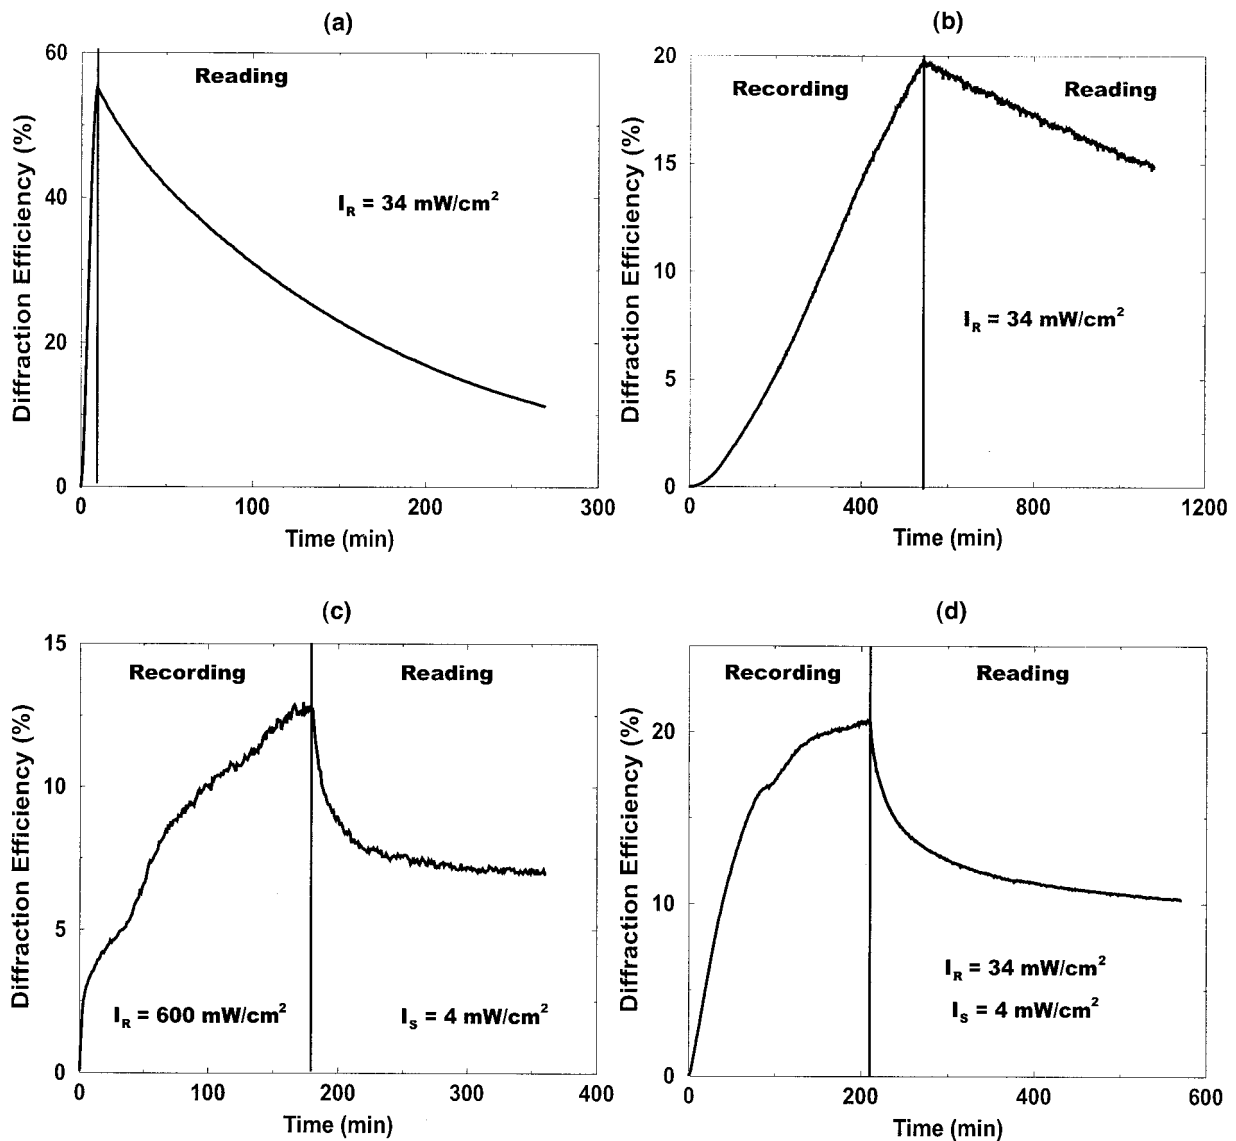 (a)
60
40
20
0
Diffraction Efficiency (%)
Reading
I_R = 34 mW/cm²
0 100 200 300
Time (min)
(b)
20
15
10
5
0
Diffraction Efficiency (%)
Recording Reading
I_R = 34 mW/cm²
0 400 800 1200
Time (min)
(c)
15
10
5
0
Diffraction Efficiency (%)
Recording Reading
I_R = 600 mW/cm² I_S = 4 mW/cm²
0 100 200 300 400
Time (min)
(d)
20
10
0
Diffraction Efficiency (%)
Recording Reading
I_R = 34 mW/cm²
I_S = 4 mW/cm²
0 200 400 600
Time (min)